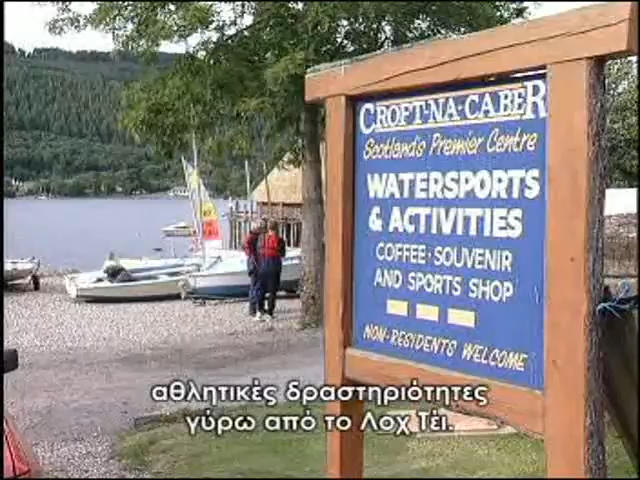 CROFT-NA-CABER
Scotland's Premier Centre
WATERSPORTS
& ACTIVITIES
COFFEE · SOUVENIR
AND SPORTS SHOP
NON-RESIDENTS WELCOME
αθλητικές δραστηριότητες
γύρω από το Λοχ Τέι.